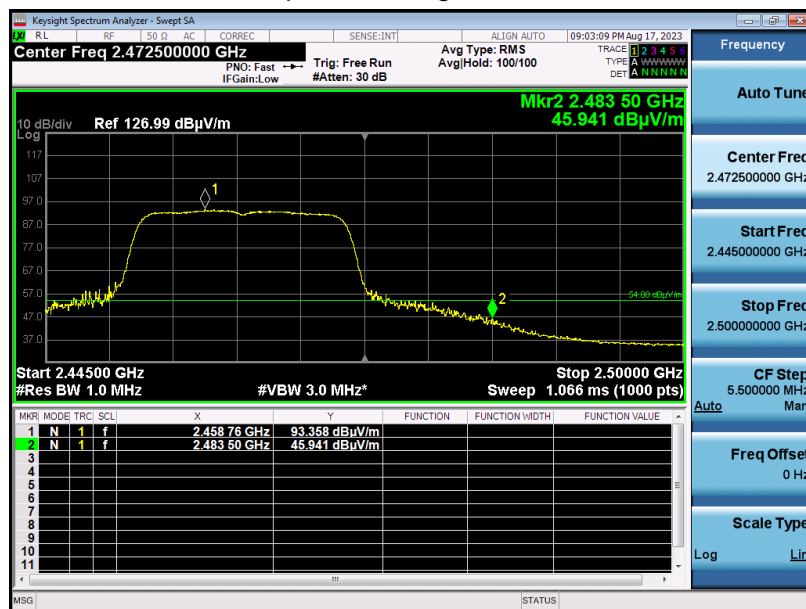 Keysight Spectrum Analyzer - Swept SA
LXI RL RF 50 Ω AC CORREC SENSE:INT ALIGN AUTO 09:03:09 PM Aug 17, 2023
Center Freq 2.472500000 GHz
PNO: Fast
IFGain:Low
Trig: Free Run
#Atten: 30 dB
Avg Type: RMS
Avg|Hold: 100/100
TRACE 1 2 3 4 5 6
TYPE A WWWWW
DET A N N N N N
Mkr2 2.483 50 GHz
45.941 dBµV/m
10 dB/div
Log
Ref 126.99 dBµV/m
117
107
97.0
87.0
77.0
67.0
57.0
47.0
37.0
1
2
54.00 dBµV/m
Start 2.44500 GHz Stop 2.50000 GHz
#Res BW 1.0 MHz #VBW 3.0 MHz* Sweep 1.066 ms (1000 pts)
MKR MODE TRC SCL X Y FUNCTION FUNCTION WIDTH FUNCTION VALUE
1 N 1 f 2.458 76 GHz 93.358 dBµV/m
2 N 1 f 2.483 50 GHz 45.941 dBµV/m
3
4
5
6
7
8
9
10
11
MSG STATUS
Frequency
Auto Tune
Center Freq
2.472500000 GHz
Start Freq
2.445000000 GHz
Stop Freq
2.500000000 GHz
CF Step
5.500000 MHz
Auto Man
Freq Offset
0 Hz
Scale Type
Log Lin